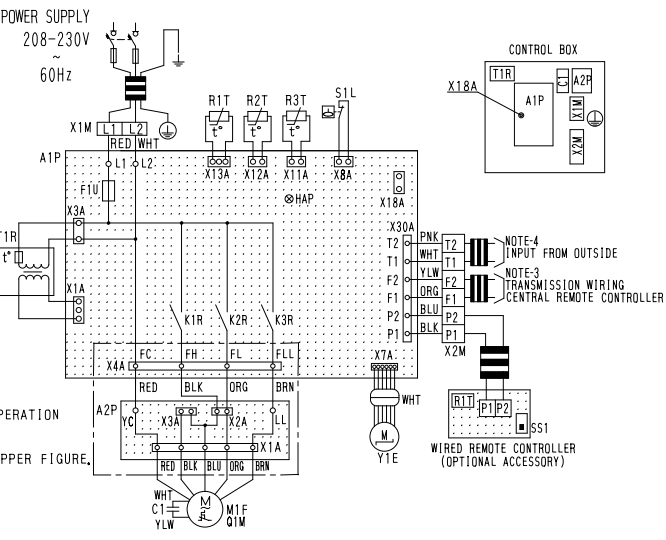 POWER SUPPLY
208-230V
~
60Hz
X1M
L1 L2
RED WHT
A1P
L1 L2
F1U
X3A
T1R
t°
X1A
R1T
R2T
R3T
S1L
t°
t°
t°
X13A
X12A
X11A
X8A
HAP
X18A
X30A
T2
T1
F2
F1
P2
P1
PNK
WHT
YLW
ORG
BLU
BLK
T2
T1
F2
F1
P2
P1
X2M
NOTE-4
INPUT FROM OUTSIDE
NOTE-3
TRANSMISSION WIRING
CENTRAL REMOTE CONTROLLER
K1R
K2R
K3R
FC
FH
FL
FLL
X4A
RED
BLK
ORG
BRN
X7A
WHT
M
Y1E
R1T
P1 P2
SS1
WIRED REMOTE CONTROLLER
(OPTIONAL ACCESSORY)
PERATION
PPER FIGURE.
A2P
YC
X3A
X2A
LL
X1A
RED
BLK
BLU
ORG
BRN
WHT
C1
YLW
M
~
M1F
Q1M
CONTROL BOX
T1R
X18A
A1P
C1
A2P
X1M
X2M